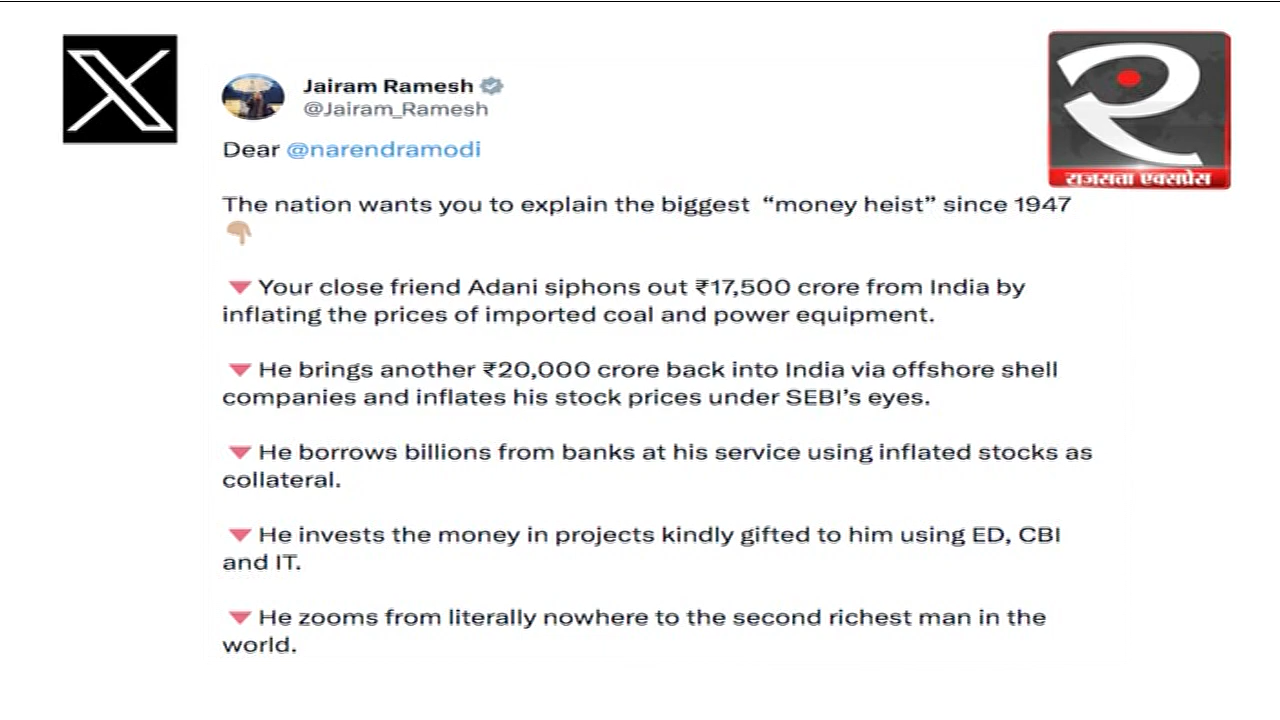 Jairam Ramesh
@Jairam_Ramesh
Dear @narendramodi
The nation wants you to explain the biggest “money heist” since 1947
👇🏼
🔻Your close friend Adani siphons out ₹17,500 crore from India by
inflating the prices of imported coal and power equipment.
🔻He brings another ₹20,000 crore back into India via offshore shell
companies and inflates his stock prices under SEBI’s eyes.
🔻He borrows billions from banks at his service using inflated stocks as
collateral.
🔻He invests the money in projects kindly gifted to him using ED, CBI
and IT.
🔻He zooms from literally nowhere to the second richest man in the
world.
राजसत्ता एक्सप्रेस